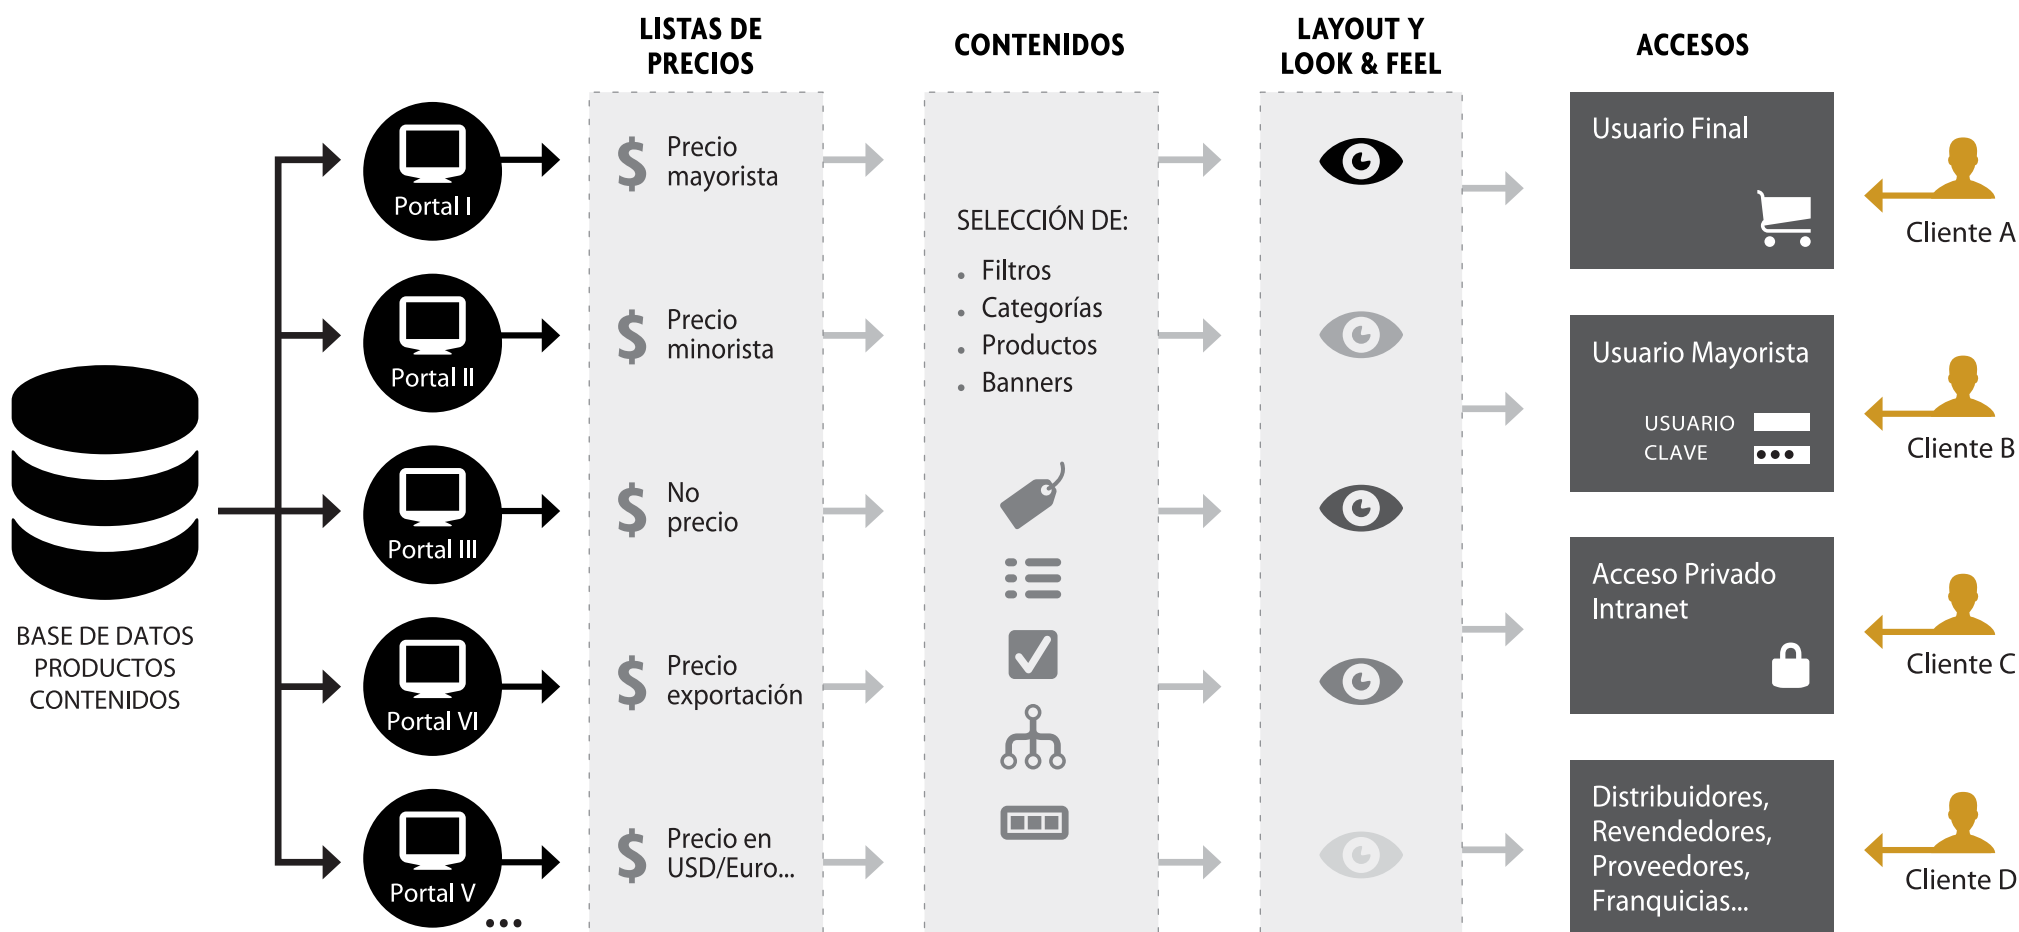 LISTAS DE
PRECIOS
CONTENIDOS
LAYOUT Y
LOOK & FEEL
ACCESOS
BASE DE DATOS
PRODUCTOS
CONTENIDOS
Portal I
Portal II
Portal III
Portal VI
Portal V
...
$ Precio
mayorista
$ Precio
minorista
$ No
precio
$ Precio
exportación
$ Precio en
USD/Euro...
SELECCIÓN DE:
• Filtros
• Categorías
• Productos
• Banners
Usuario Final
Usuario Mayorista
USUARIO
CLAVE
Acceso Privado
Intranet
Distribuidores,
Revendedores,
Proveedores,
Franquicias...
Cliente A
Cliente B
Cliente C
Cliente D